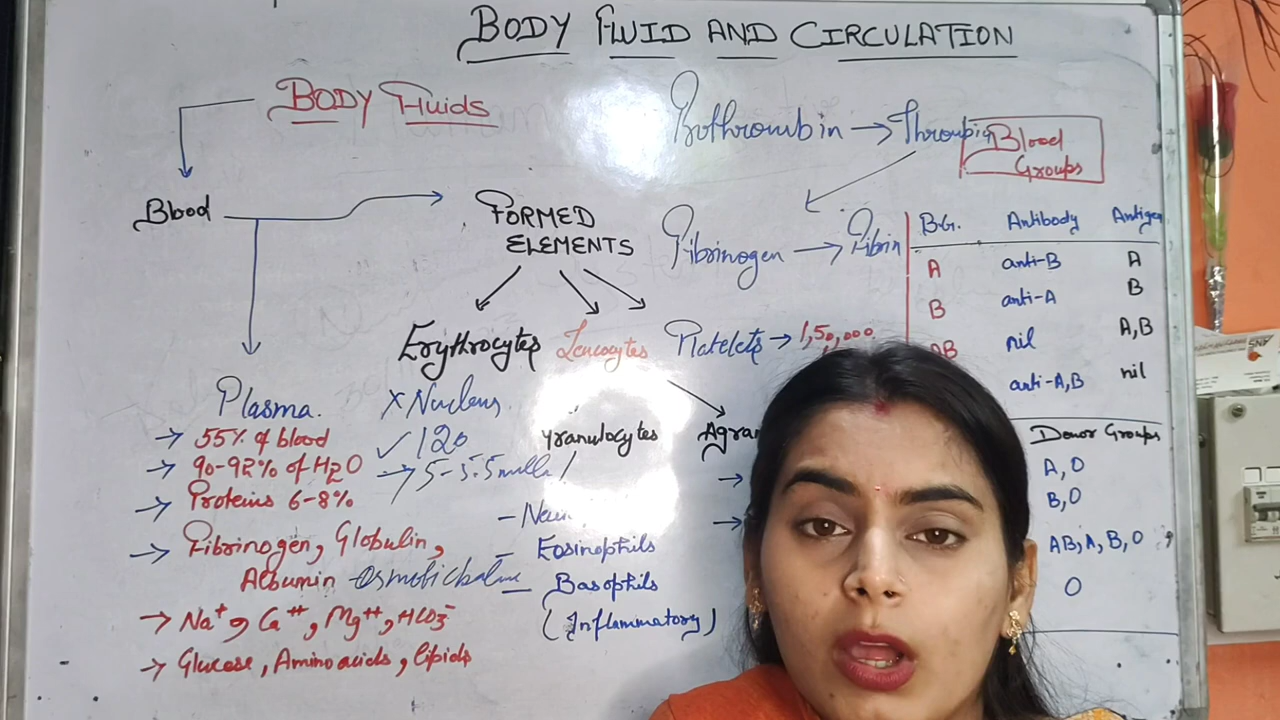 BODY FLUID AND CIRCULATION
BODY Fluids
Blood
FORMED
ELEMENTS
Erythrocytes Leucocytes Platelets → 1,50,000
Plasma.
→ 55% of blood
→ 90-92% of H2O
→ Proteins 6-8%
→ Fibrinogen, Globulin,
Albumin - Osmotic balance
→ Na+, Ca++, Mg++, HCO3-
→ Glucose, Amino acids, lipids
X Nucleus
✓ 120
→ 5-5.5 mill
Granulocytes
- Neu
- Eosinophils
- Basophils
(Inflammatory)
Agran
Prothrombin → Thrombin
Fibrinogen → Fibrin
Blood
Groups
B.G. Antibody Antigen
A anti-B A
B anti-A B
AB nil A,B
anti-A,B nil
Donor Groups
A, O
B, O
AB, A, B, O
O